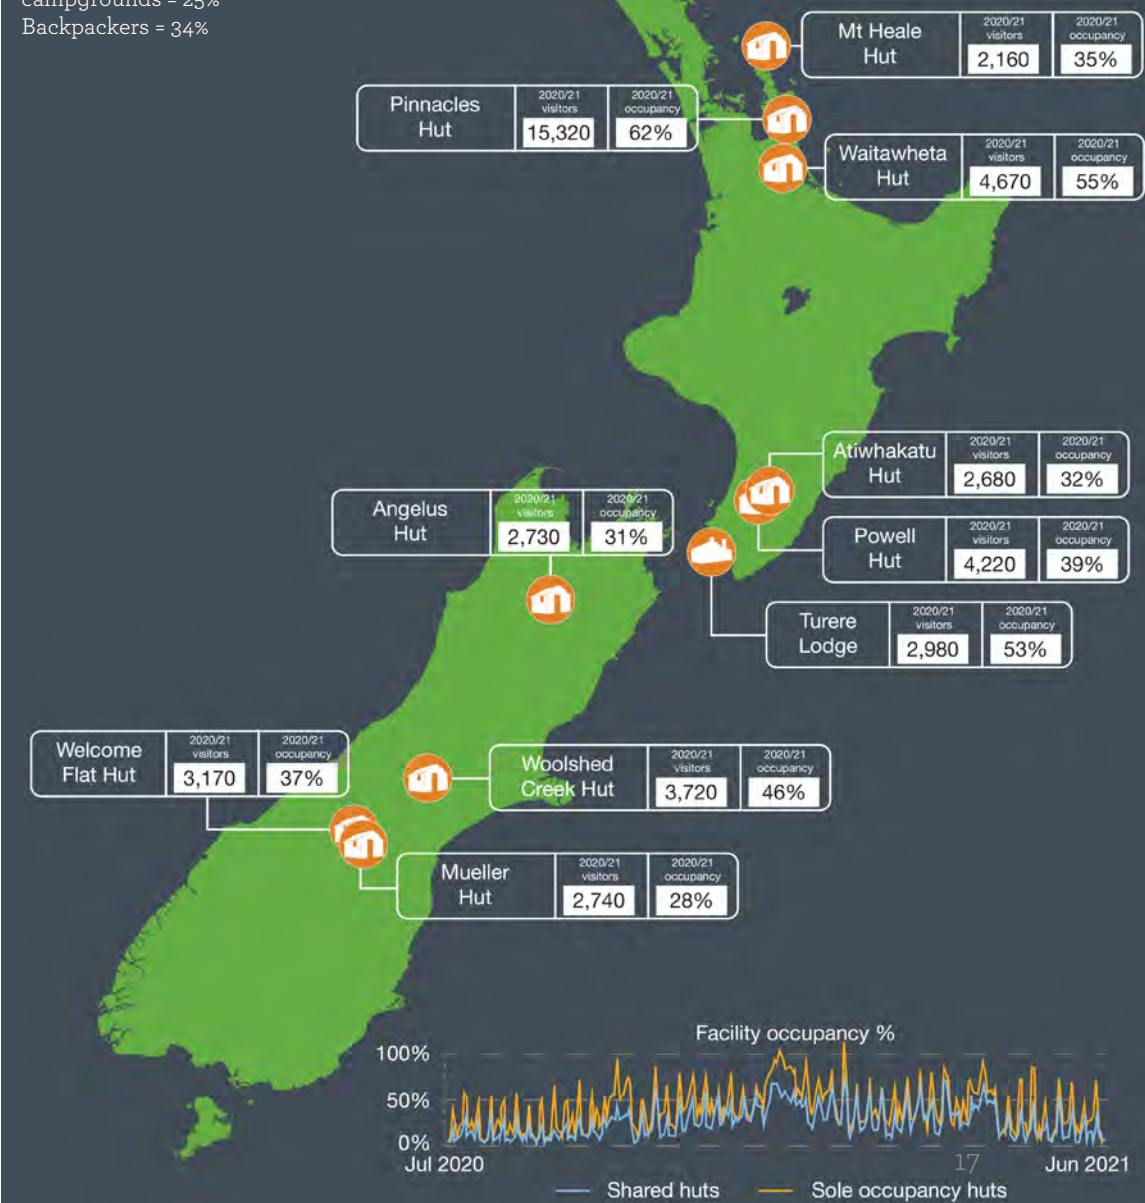 campgrounds = 25%
Backpackers = 34%
Mt Heale
Hut
2020/21
visitors
2,160
2020/21
occupancy
35%
Pinnacles
Hut
2020/21
visitors
15,320
2020/21
occupancy
62%
Waitawheta
Hut
2020/21
visitors
4,670
2020/21
occupancy
55%
Atiwhakatu
Hut
2020/21
visitors
2,680
2020/21
occupancy
32%
Angelus
Hut
2020/21
visitors
2,730
2020/21
occupancy
31%
Powell
Hut
2020/21
visitors
4,220
2020/21
occupancy
39%
Turere
Lodge
2020/21
visitors
2,980
2020/21
occupancy
53%
Welcome
Flat Hut
2020/21
visitors
3,170
2020/21
occupancy
37%
Woolshed
Creek Hut
2020/21
visitors
3,720
2020/21
occupancy
46%
Mueller
Hut
2020/21
visitors
2,740
2020/21
occupancy
28%
Facility occupancy %
100%
50%
0%
Jul 2020
17
Jun 2021
Shared huts
Sole occupancy huts